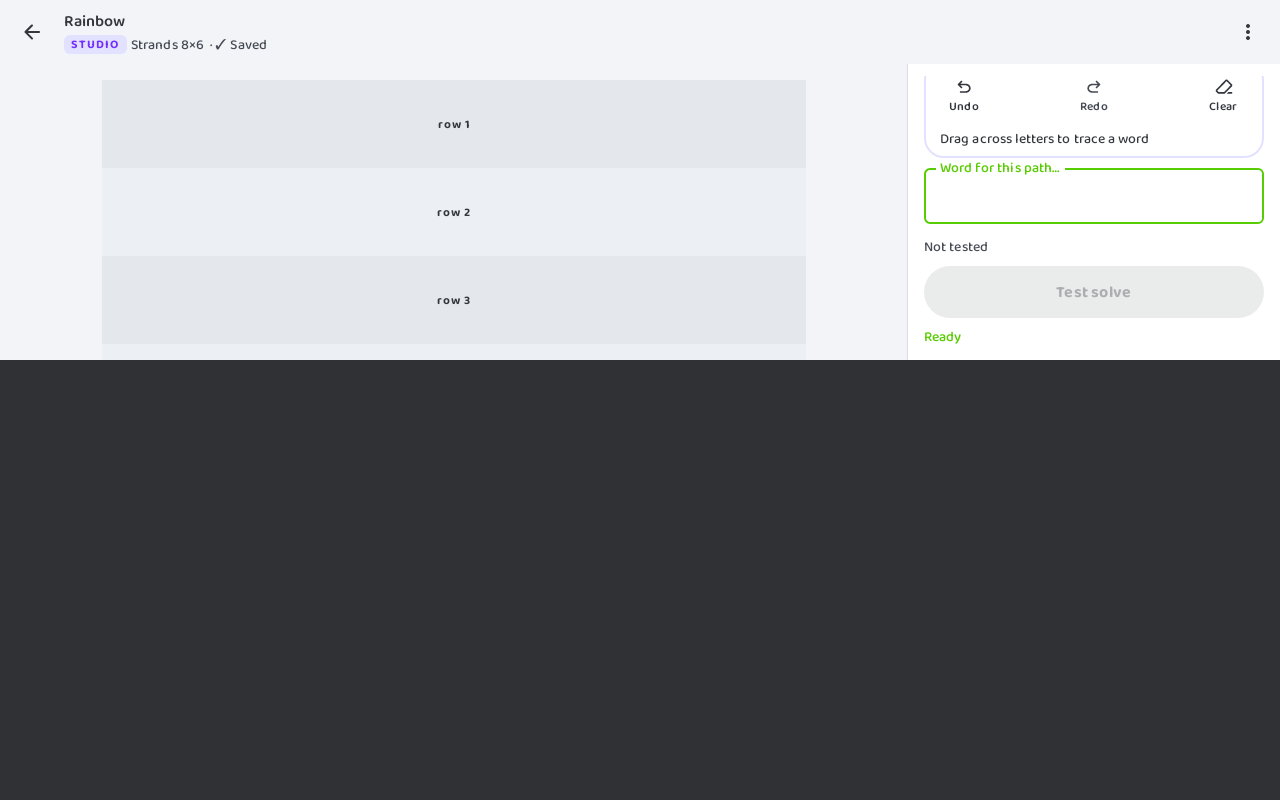 Rainbow
STUDIO Strands 8×6 · ✓ Saved
row 1
row 2
row 3
Undo Redo Clear
Drag across letters to trace a word
Word for this path…
Not tested
Test solve
Ready